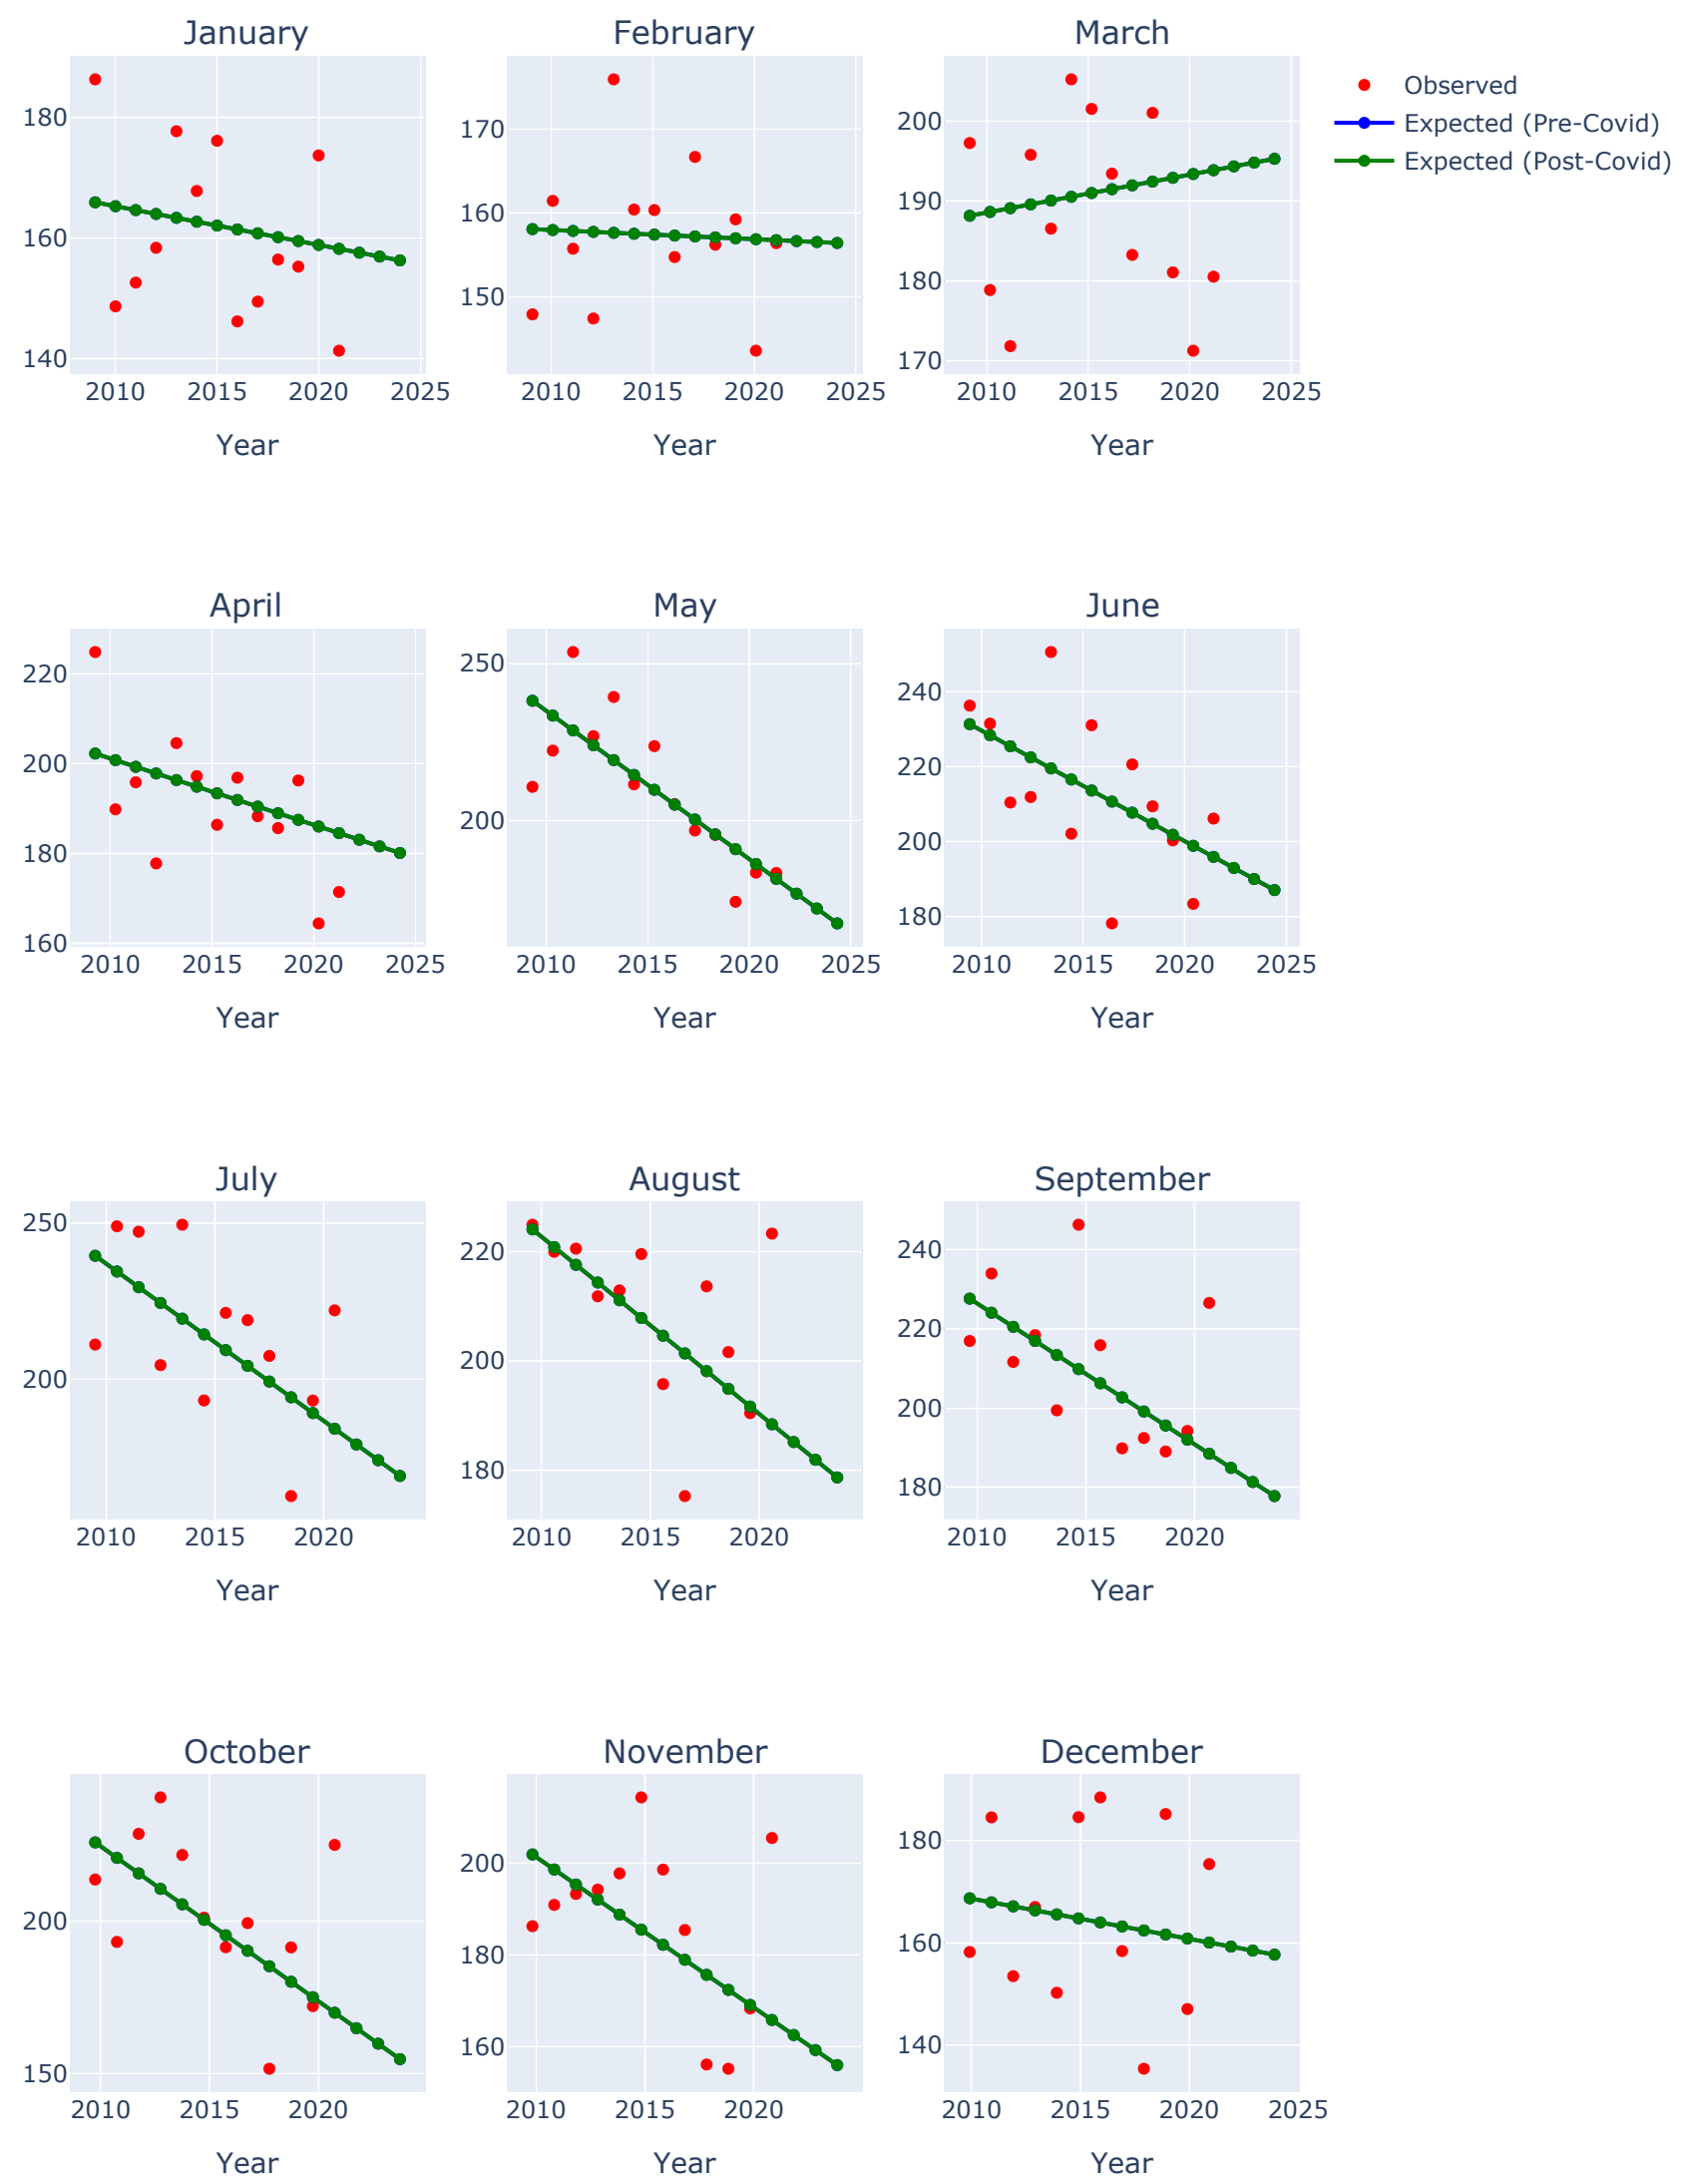 January February March
180
160
140
2010 2015 2020 2025
Year
170
160
150
2010 2015 2020 2025
Year
200
190
180
170
2010 2015 2020 2025
Year
Observed
Expected (Pre-Covid)
Expected (Post-Covid)
April May June
220
200
180
160
2010 2015 2020 2025
Year
250
200
2010 2015 2020 2025
Year
240
220
200
180
2010 2015 2020 2025
Year
July August September
250
200
2010 2015 2020
Year
220
200
180
2010 2015 2020
Year
240
220
200
180
2010 2015 2020
Year
October November December
200
150
2010 2015 2020
Year
200
180
160
2010 2015 2020
Year
180
160
140
2010 2015 2020 2025
Year